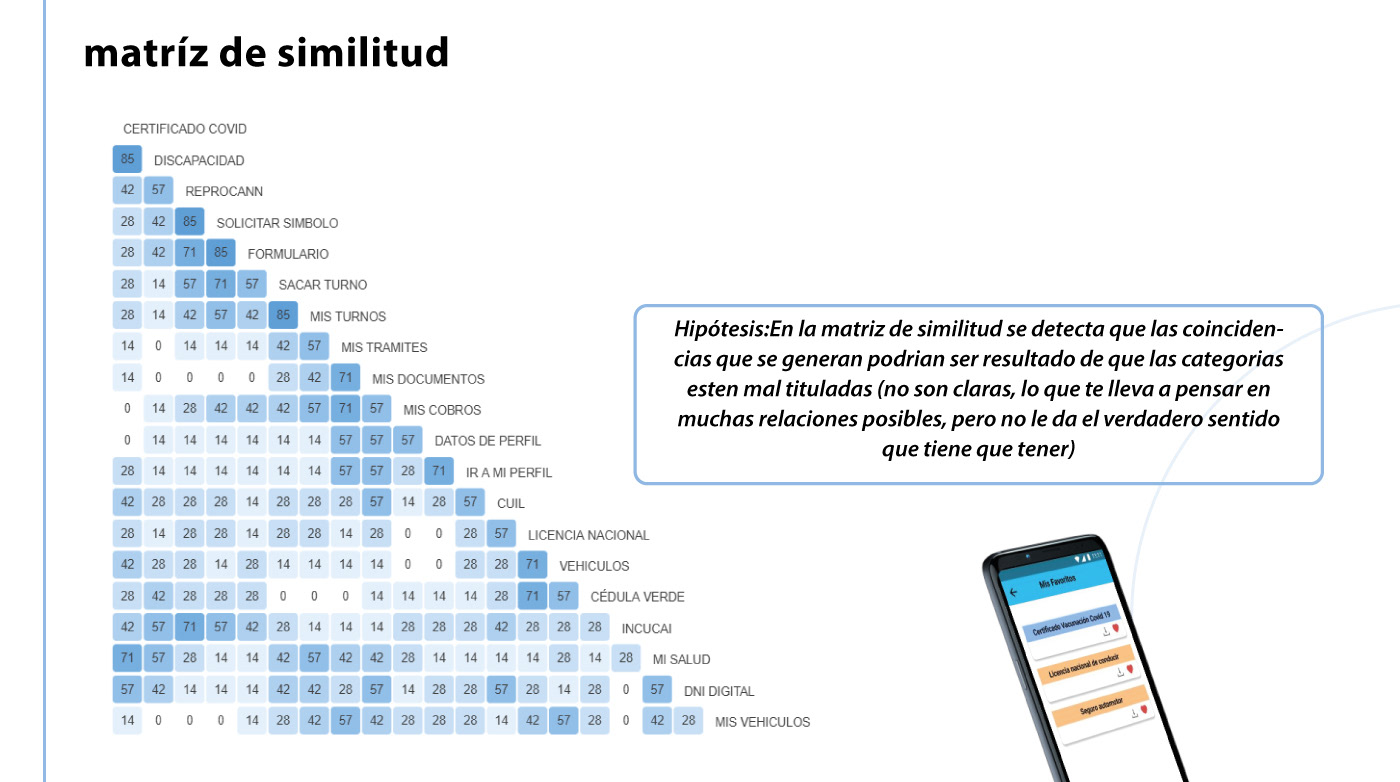 matríz de similitud
CERTIFICADO COVID
85 DISCAPACIDAD
42 57 REPROCANN
28 42 85 SOLICITAR SIMBOLO
28 42 71 85 FORMULARIO
28 14 57 71 57 SACAR TURNO
28 14 42 57 42 85 MIS TURNOS
14 0 14 14 14 42 57 MIS TRAMITES
14 0 0 0 0 28 42 71 MIS DOCUMENTOS
0 14 28 42 42 42 57 71 57 MIS COBROS
0 14 14 14 14 14 14 57 57 57 DATOS DE PERFIL
28 14 14 14 14 14 14 57 57 28 71 IR A MI PERFIL
42 28 28 28 14 28 28 28 57 14 28 57 CUIL
28 14 28 28 14 28 28 14 28 0 0 28 57 LICENCIA NACIONAL
42 28 28 14 28 14 14 14 14 0 0 28 28 71 VEHICULOS
28 42 28 28 28 0 0 0 14 14 14 14 28 71 57 CÉDULA VERDE
42 57 71 57 42 28 14 14 14 28 28 28 42 28 28 28 INCUCAI
71 57 28 14 14 42 57 42 42 28 14 14 14 14 28 14 28 MI SALUD
57 42 14 14 14 42 42 28 57 14 28 28 57 28 14 28 0 57 DNI DIGITAL
14 0 0 0 14 28 42 57 42 28 28 28 14 42 57 28 0 42 28 MIS VEHICULOS
Hipótesis:En la matriz de similitud se detecta que las coinciden-
cias que se generan podrian ser resultado de que las categorias
esten mal tituladas (no son claras, lo que te lleva a pensar en
muchas relaciones posibles, pero no le da el verdadero sentido
que tiene que tener)
Mis Favoritos
Certificado Vacunación Covid 19
Licencia nacional de conducir
Seguro automotor